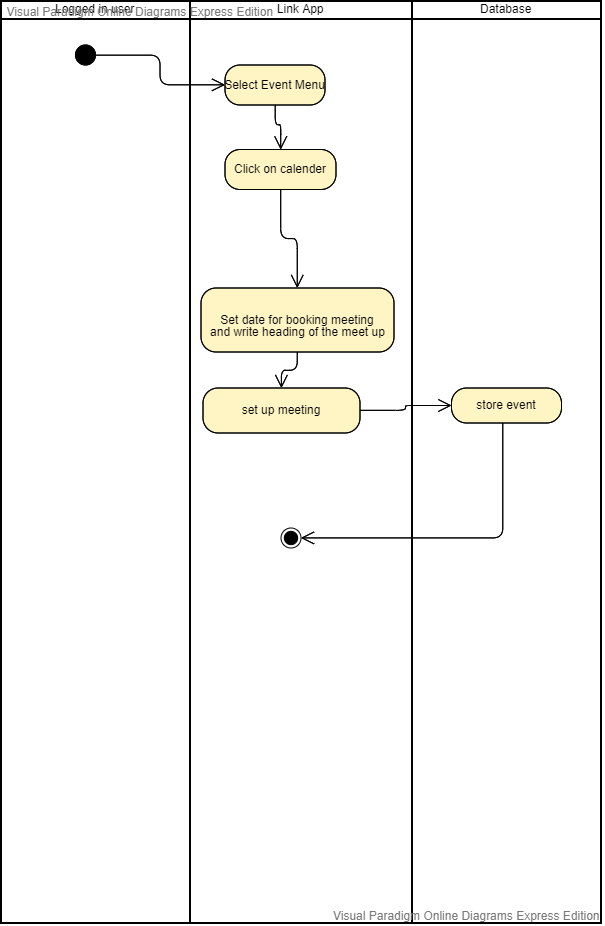 Logged in user
Link App
Database
Visual Paradigm Online Diagrams Express Edition
Select Event Menu
Click on calender
Set date for booking meeting
and write heading of the meet up
set up meeting
store event
Visual Paradigm Online Diagrams Express Edition